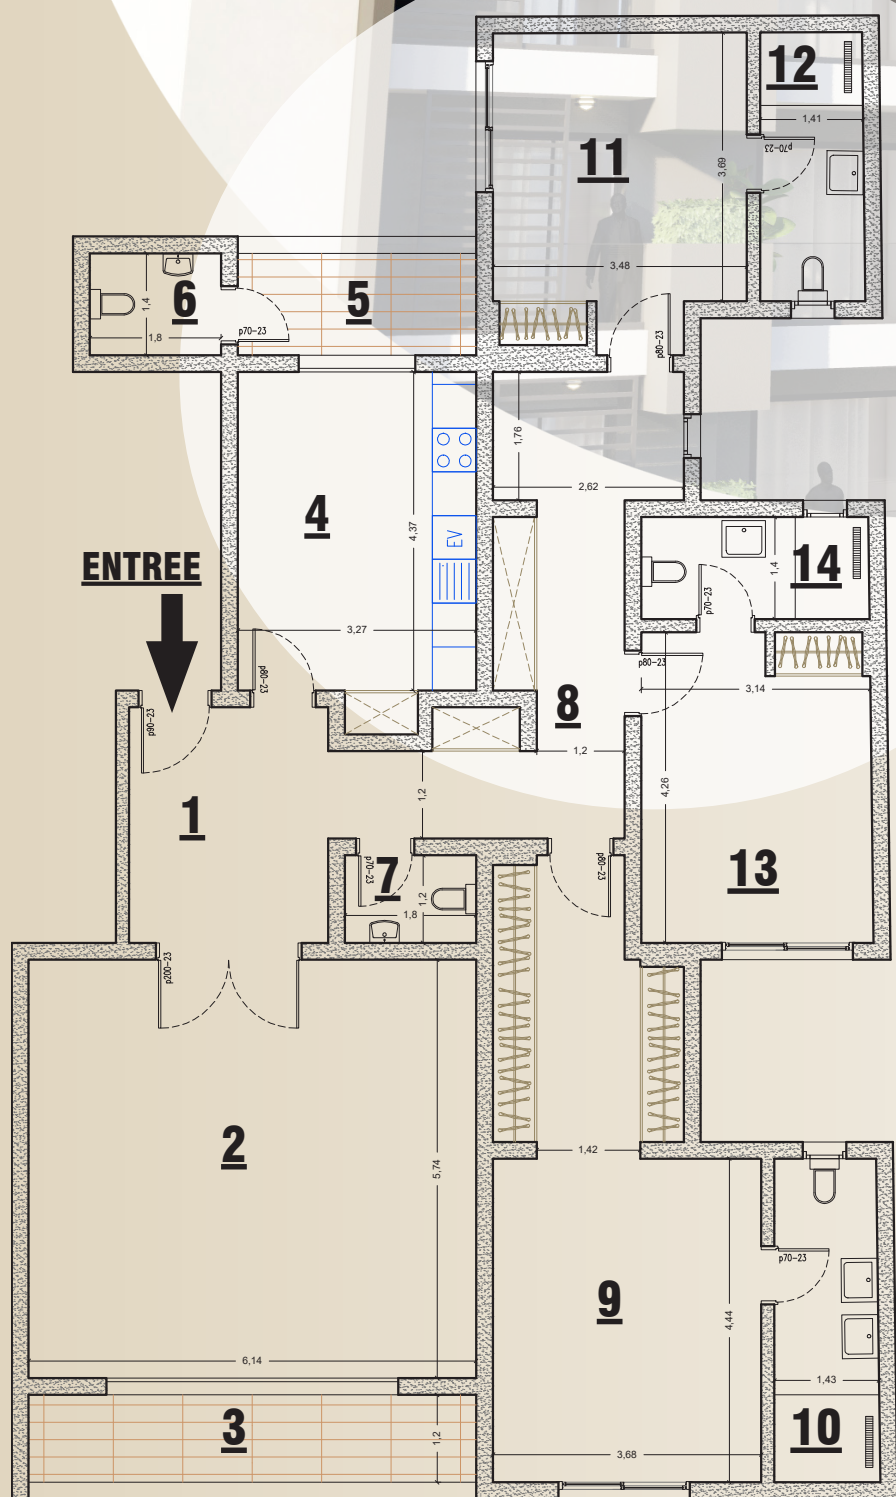 12
1,41
p70-23
11
3,69
3,48
6
1,4
1,8
p70-23
5
p80-23
1,76
2,62
4
4,37
EV
3,27
p80-23
ENTREE
p90-23
14
1,4
p70-23
p80-23
3,14
8
1,2
1,2
4,26
1
13
7
p70-23
1,2
1,8
p80-23
p200-23
2
5,74
6,14
1,42
9
4,44
p70-23
3
1,2
3,68
1,43
10